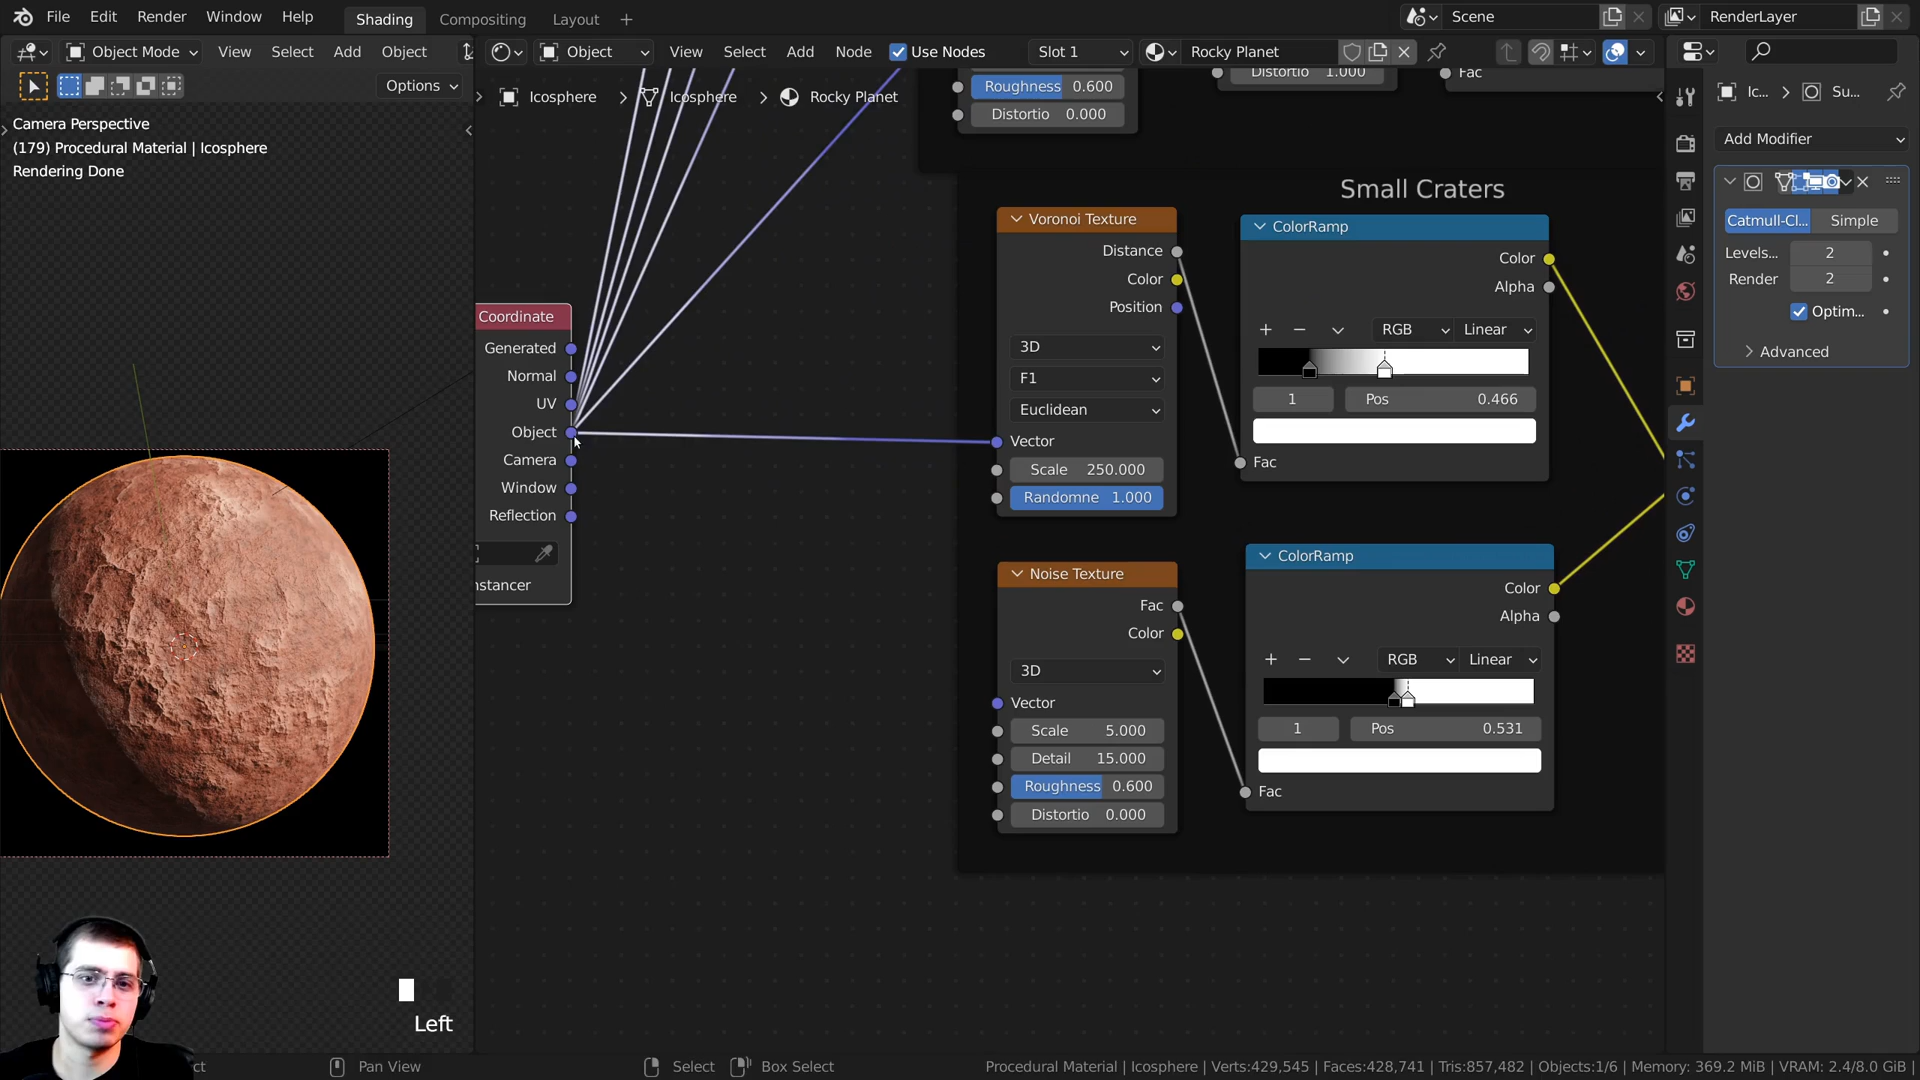 File Edit Render Window Help Shading Compositing Layout Scene RenderLayer
Object Mode View Select Add Object Object View Select Add Node Use Nodes Slot 1 Rocky Planet
Options
Icosphere Icosphere Rocky Planet
Ic... Su...
Camera Perspective
(179) Procedural Material | Icosphere
Rendering Done
Roughness 0.600
Distortio 0.000
Distortio 1.000
Fac
Small Craters
Coordinate
Generated
Normal
UV
Object
Camera
Window
Reflection
nstancer
Voronoi Texture
Distance
Color
Position
3D
F1
Euclidean
Vector
Scale 250.000
Randomne 1.000
ColorRamp
Color
Alpha
RGB Linear
1 Pos 0.466
Fac
Noise Texture
Fac
Color
3D
Vector
Scale 5.000
Detail 15.000
Roughness 0.600
Distortio 0.000
ColorRamp
Color
Alpha
RGB Linear
1 Pos 0.531
Fac
Add Modifier
Catmull-Cl... Simple
Levels... 2
Render 2
Optim...
Advanced
Left
ct Pan View Select Box Select Procedural Material | Icosphere | Verts:429,545 | Faces:428,741 | Tris:857,482 | Objects:1/6 | Memory: 369.2 MiB | VRAM: 2.4/8.0 GiB